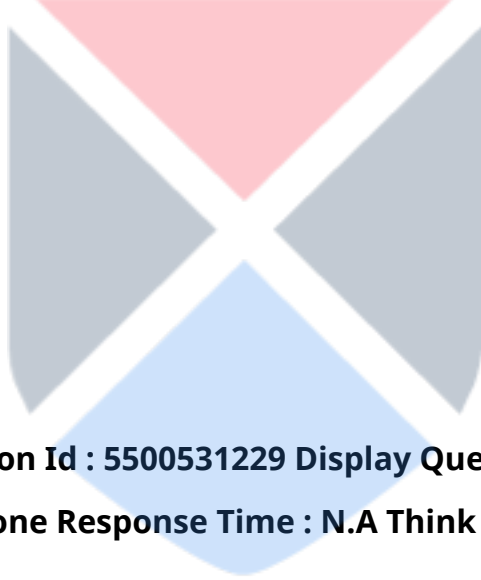 on Id : 5500531229 Display Que
one Response Time : N.A Think